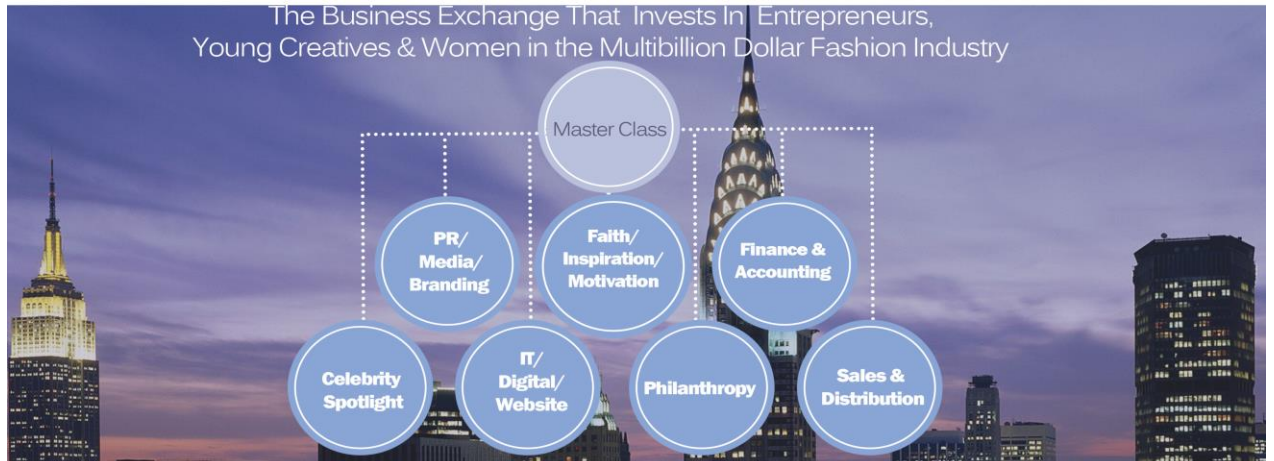 The Business Exchange That Invests In Entrepreneurs,
Young Creatives & Women in the Multibillion Dollar Fashion Industry
Master Class
PR/
Media/
Branding
Faith/
Inspiration/
Motivation
Finance &
Accounting
Celebrity
Spotlight
IT/
Digital/
Website
Philanthropy
Sales &
Distribution